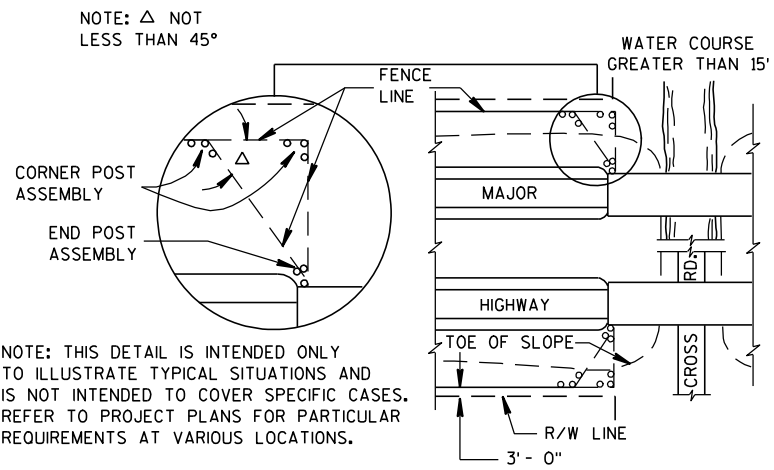 NOTE: △ NOT
LESS THAN 45°
WATER COURSE
GREATER THAN 15'
FENCE
LINE
△
CORNER POST
ASSEMBLY
MAJOR
END POST
ASSEMBLY
HIGHWAY
CROSS RD.
TOE OF SLOPE
NOTE: THIS DETAIL IS INTENDED ONLY
TO ILLUSTRATE TYPICAL SITUATIONS AND
IS NOT INTENDED TO COVER SPECIFIC CASES.
REFER TO PROJECT PLANS FOR PARTICULAR
REQUIREMENTS AT VARIOUS LOCATIONS.
R/W LINE
3'- 0"